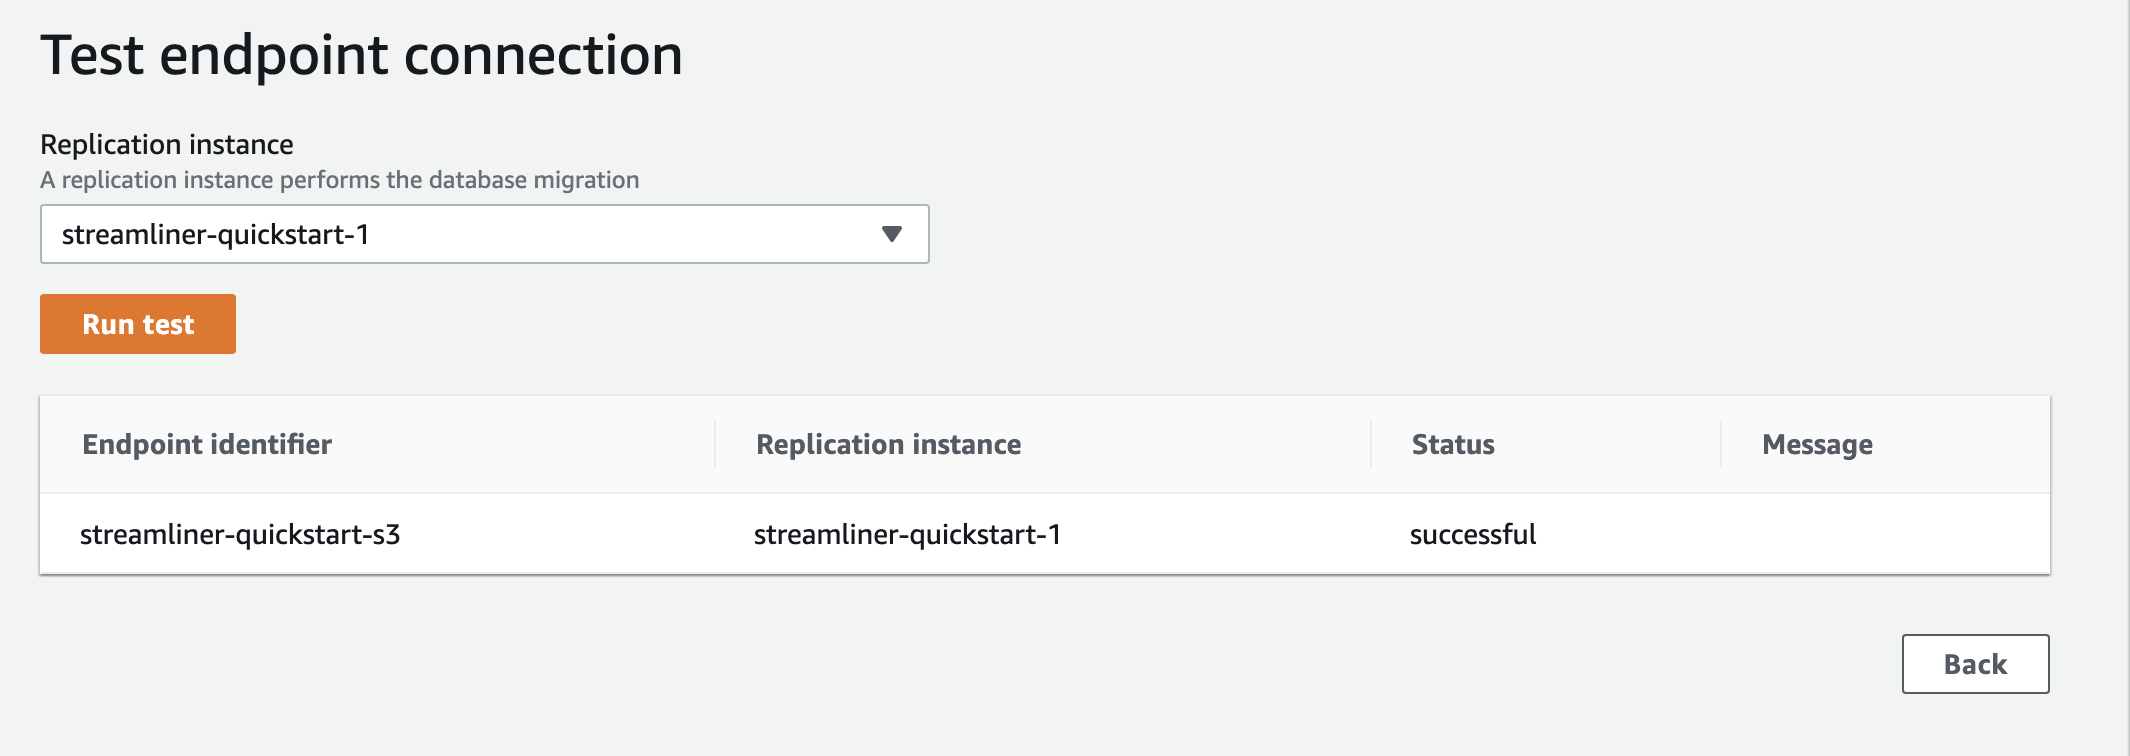 Test endpoint connection
Replication instance
A replication instance performs the database migration
streamliner-quickstart-1
Run test
Endpoint identifier Replication instance Status Message
streamliner-quickstart-s3 streamliner-quickstart-1 successful
Back